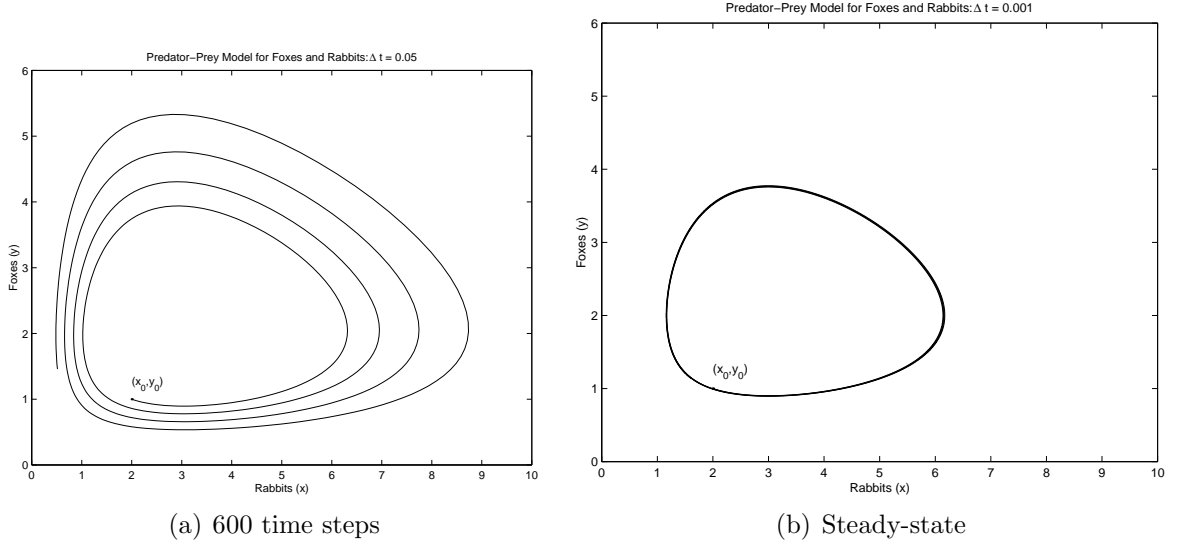 Predator–Prey Model for Foxes and Rabbits:Δ t = 0.05
6
5
4
3
2
1
0
Foxes (y)
(x0,y0)
0 1 2 3 4 5 6 7 8 9 10
Rabbits (x)
(a) 600 time steps
Predator–Prey Model for Foxes and Rabbits:Δ t = 0.001
6
5
4
3
2
1
0
Foxes (y)
(x0,y0)
0 1 2 3 4 5 6 7 8 9 10
Rabbits (x)
(b) Steady-state